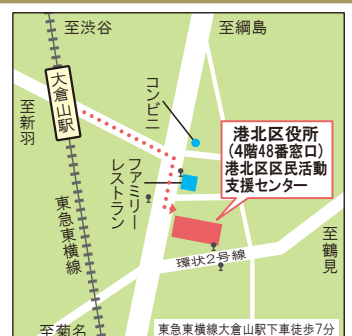 至渋谷
至綱島
大倉山駅
至新羽
コンビニ
ファミリー
レストラン
港北区役所
(4階48番窓口)
港北区区民活動
支援センター
東急東横線
環状2号線
至鶴見
至菊名
東急東横線大倉山駅下車徒歩7分